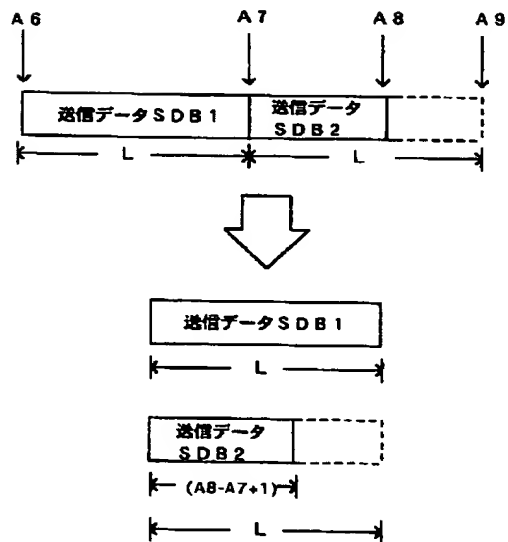 A6 A7 A8 A9
送信データSDB1 送信データ
SDB2
L L
送信データSDB1
L
送信データ
SDB2
(A8-A7+1)
L